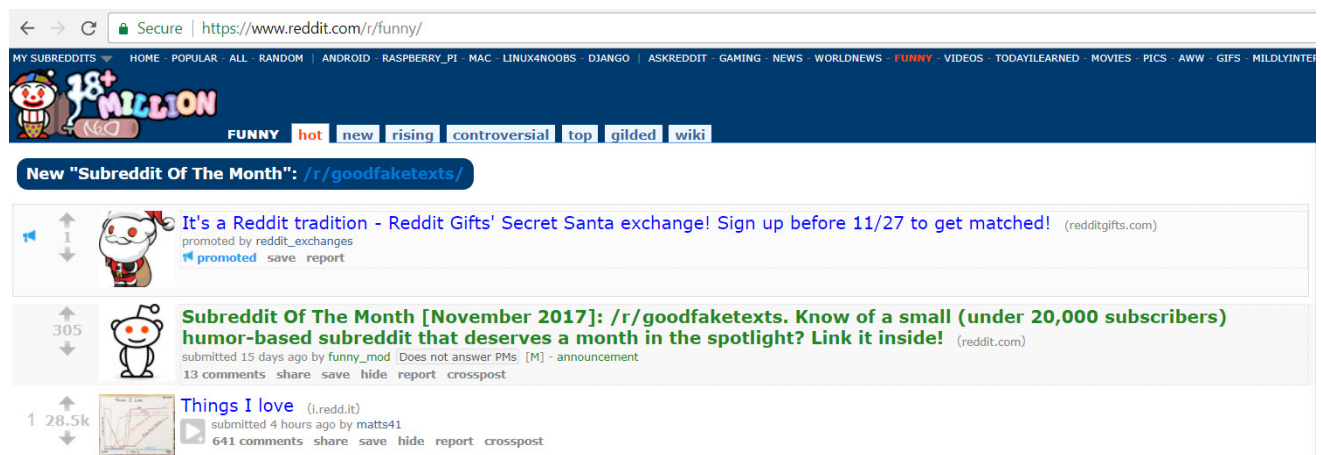 Secure | https://www.reddit.com/r/funny/
MY SUBREDDITS HOME - POPULAR - ALL - RANDOM | ANDROID - RASPBERRY_PI - MAC - LINUX4NOOBS - DJANGO | ASKREDDIT - GAMING - NEWS - WORLDNEWS - FUNNY - VIDEOS - TODAYILEARNED - MOVIES - PICS - AWW - GIFS - MILDLYINTER
18+
MILLION
FUNNY hot new rising controversial top gilded wiki
New "Subreddit Of The Month": /r/goodfaketexts/
It's a Reddit tradition - Reddit Gifts' Secret Santa exchange! Sign up before 11/27 to get matched! (redditgifts.com)
1
promoted by reddit_exchanges
promoted save report
Subreddit Of The Month [November 2017]: /r/goodfaketexts. Know of a small (under 20,000 subscribers)
305
humor-based subreddit that deserves a month in the spotlight? Link it inside! (reddit.com)
submitted 15 days ago by funny_mod Does not answer PMs [M] - announcement
13 comments share save hide report crosspost
Things I love (i.redd.it)
1 28.5k
submitted 4 hours ago by matts41
641 comments share save hide report crosspost